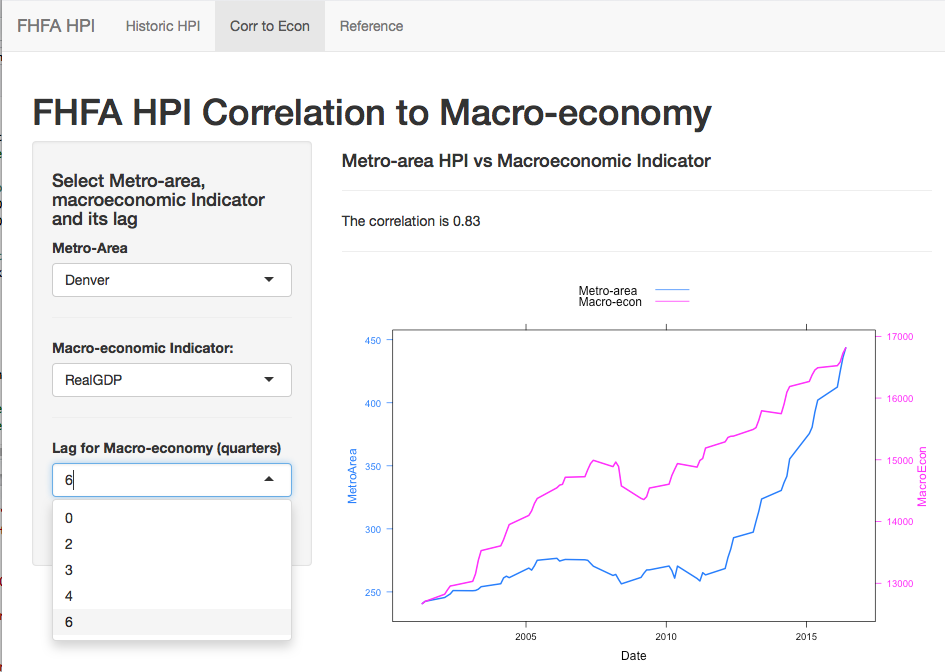 FHFA HPI Historic HPI Corr to Econ Reference
FHFA HPI Correlation to Macro-economy
Select Metro-area,
macroeconomic Indicator
and its lag
Metro-Area
Denver
Macro-economic Indicator:
RealGDP
Lag for Macro-economy (quarters)
6
0
2
3
4
6
Metro-area HPI vs Macroeconomic Indicator
The correlation is 0.83
Metro-area
Macro-econ
MetroArea
450
400
350
300
250
17000
16000
15000
14000
13000
MacroEcon
2005 2010 2015
Date